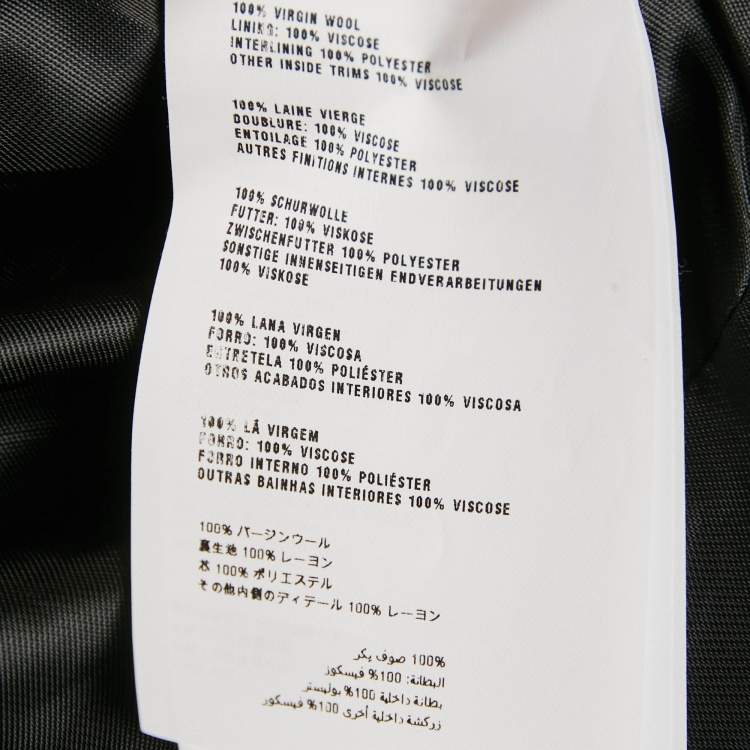 100% VIRGIN WOOL
LINING: 100% VISCOSE
INTERLINING 100% POLYESTER
OTHER INSIDE TRIMS 100% VISCOSE
100% LAINE VIERGE
DOUBLURE: 100% VISCOSE
ENTOILAGE 100% POLYESTER
AUTRES FINITIONS INTERNES 100% VISCOSE
100% SCHURWOLLE
FUTTER: 100% VISKOSE
ZWISCHENFUTTER 100% POLYESTER
SONSTIGE INNENSEITIGEN ENDVERARBEITUNGEN
100% VISKOSE
100% LANA VIRGEN
FORRO: 100% VISCOSA
ENTRETELA 100% POLIÉSTER
OTROS ACABADOS INTERIORES 100% VISCOSA
100% LÃ VIRGEM
FORRO: 100% VISCOSE
FORRO INTERNO 100% POLIÉSTER
OUTRAS BAINHAS INTERIORES 100% VISCOSE
100% バージンウール
裏生地 100% レーヨン
芯 100% ポリエステル
その他内側のディテール 100% レーヨン
100% صوف بكر
البطانة: 100% فيسكوز
بطانة داخلية 100% بوليستر
زركشة داخلية أخرى 100% فيسكوز